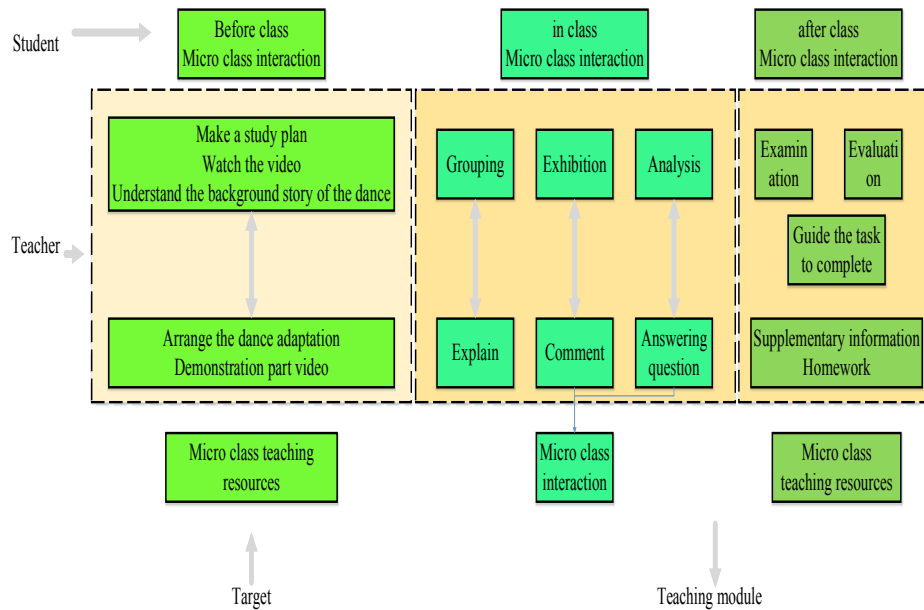 Student
Before class
Micro class interaction
in class
Micro class interaction
after class
Micro class interaction
Make a study plan
Watch the video
Understand the background story of the dance
Grouping
Exhibition
Analysis
Examin
ation
Evaluati
on
Teacher
Guide the task
to complete
Arrange the dance adaptation
Demonstration part video
Explain
Comment
Answering
question
Supplementary information
Homework
Micro class teaching
resources
Micro class
interaction
Micro class
teaching resources
Target
Teaching module